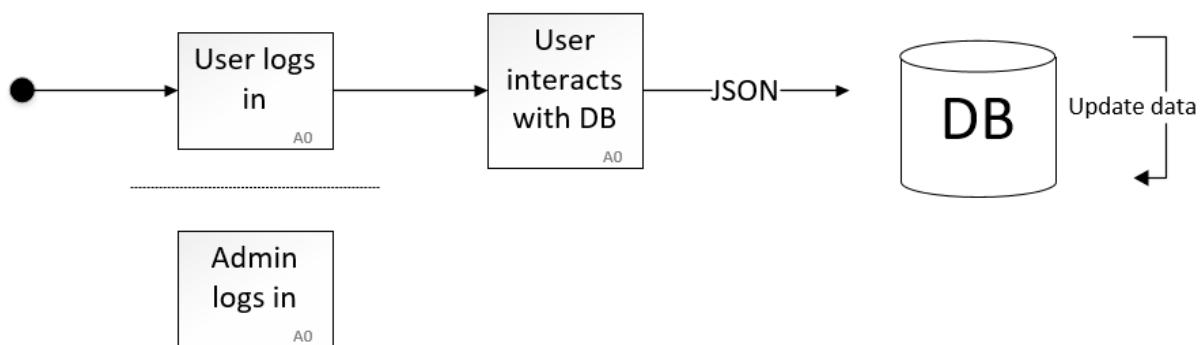 User logs
in
A0
User
interacts
with DB
A0
JSON
DB
Update data
Admin
logs in
A0